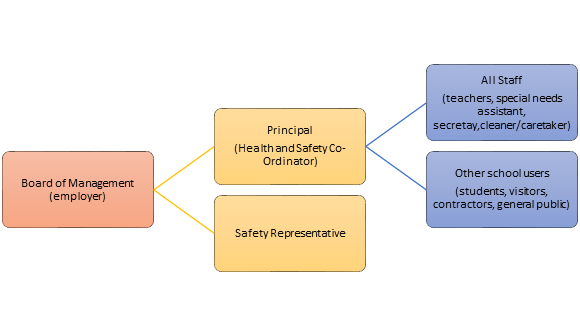 Board of Management
(employer)
Principal
(Health and Safety Co-
Ordinator)
Safety Representative
All Staff
(teachers, special needs
assistant,
secretay,cleaner/caretaker)
Other school users
(students, visitors,
contractors, general public)